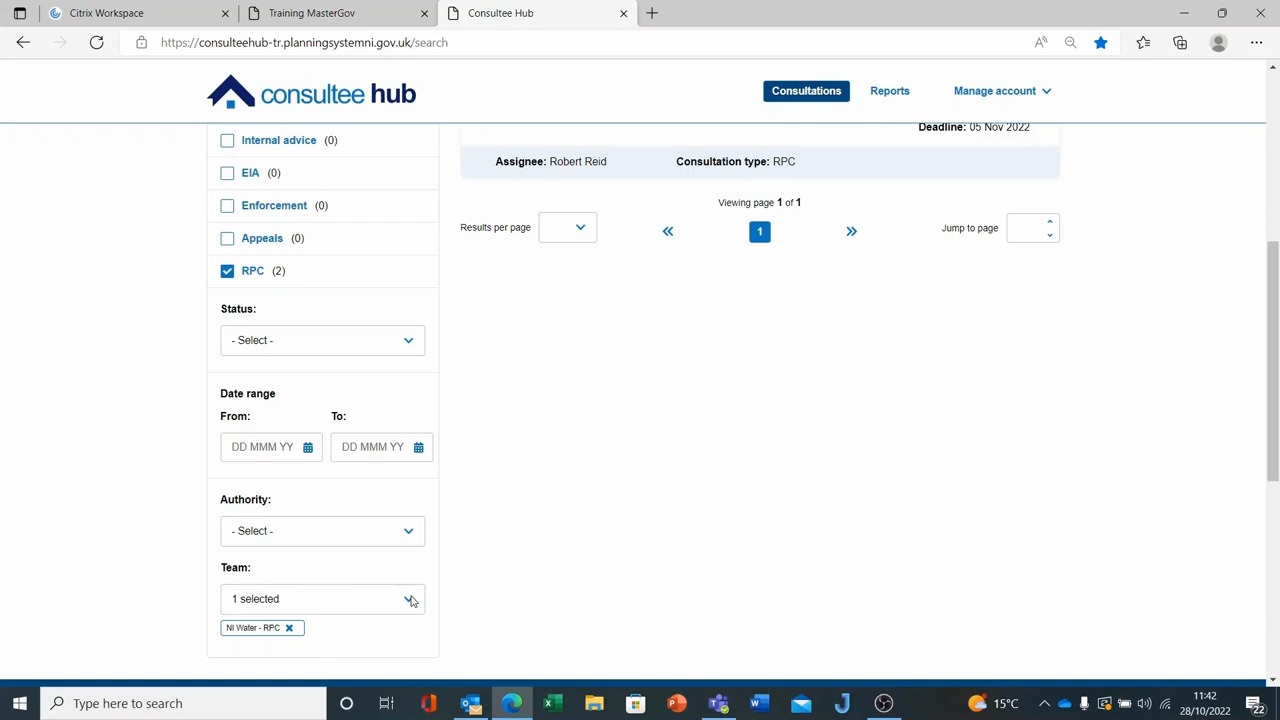 Citrix Workspace
Training MasterGov
Consultee Hub
https://consulteehub-tr.planningsystemni.gov.uk/search
consultee hub
Consultations
Reports
Manage account
Internal advice (0)
EIA (0)
Enforcement (0)
Appeals (0)
RPC (2)
Status:
- Select -
Date range
From:
To:
DD MMM YY
DD MMM YY
Authority:
- Select -
Team:
1 selected
NI Water - RPC
Deadline: 05 Nov 2022
Assignee: Robert Reid
Consultation type: RPC
Viewing page 1 of 1
Results per page
1
Jump to page
Type here to search
15°C
11:42
28/10/2022
22